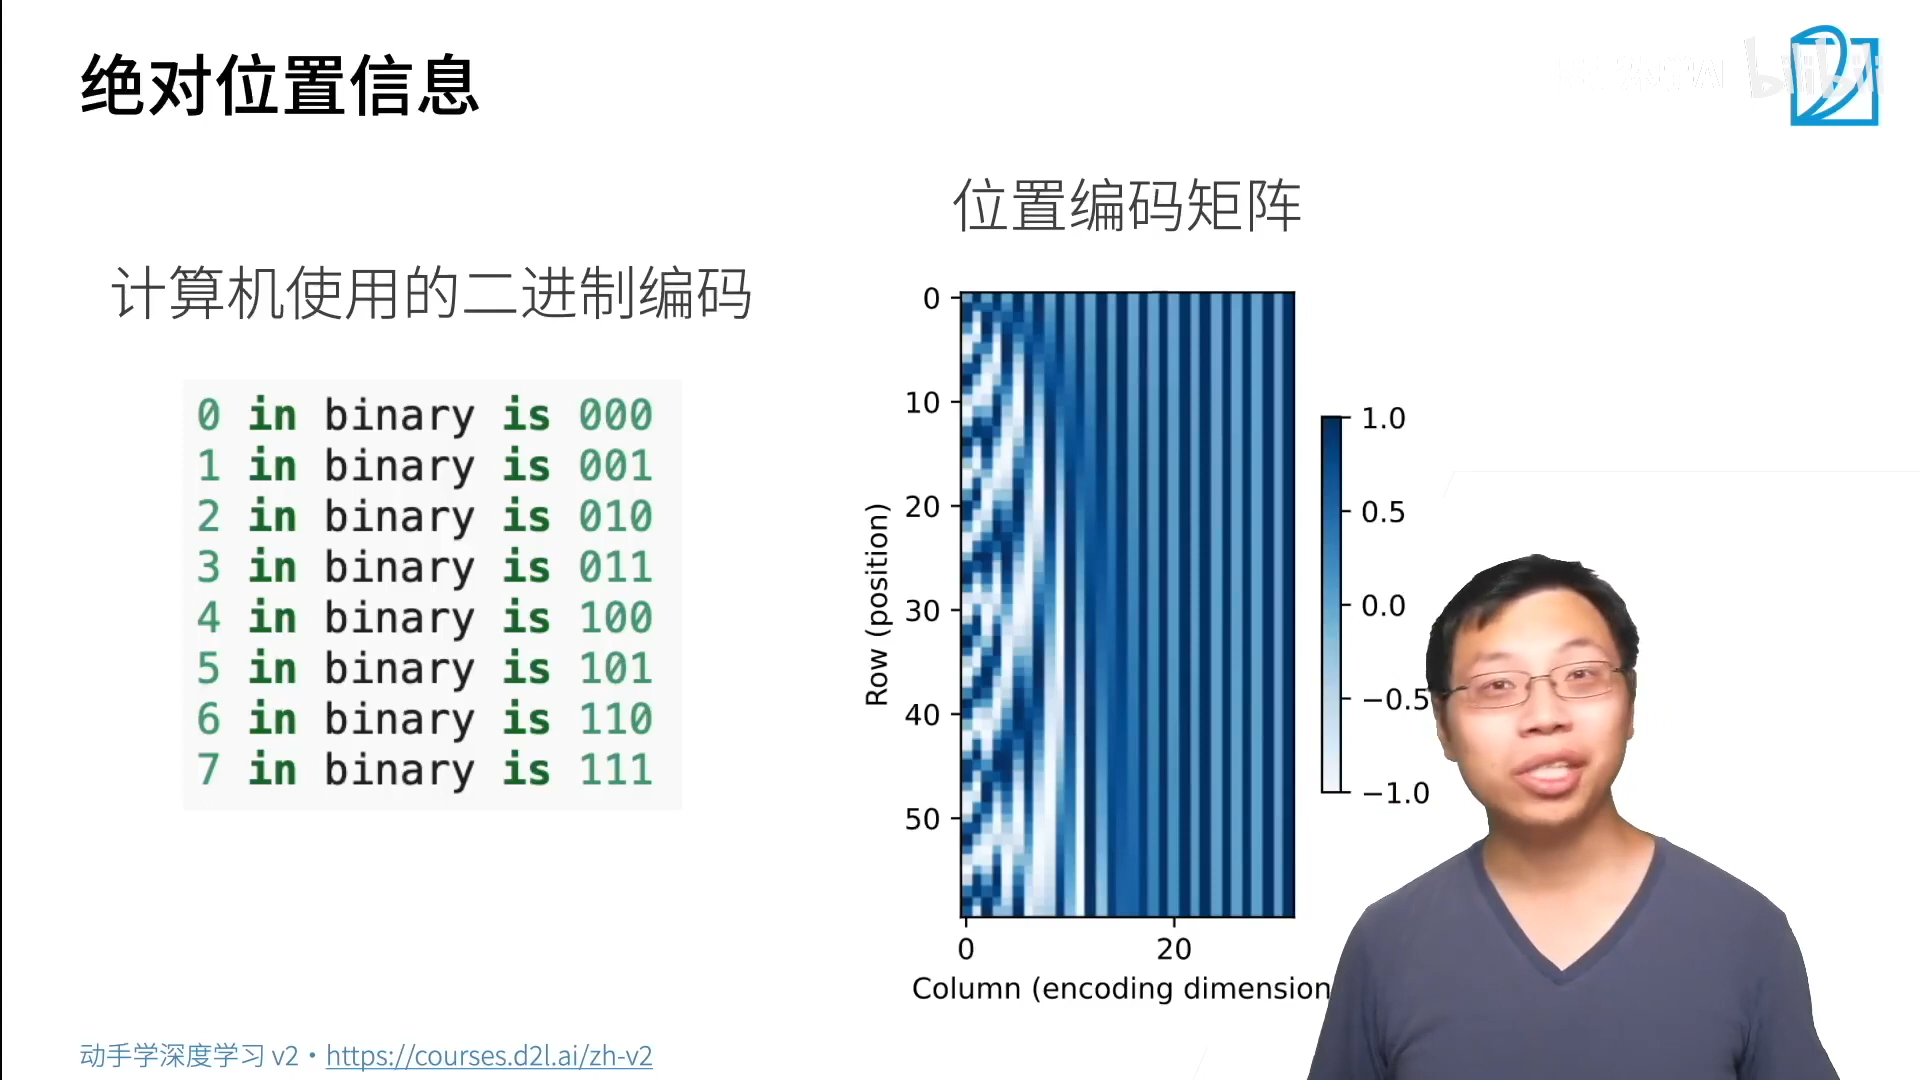 绝对位置信息
bilibili
位置编码矩阵
计算机使用的二进制编码
0 in binary is 000
1 in binary is 001
2 in binary is 010
3 in binary is 011
4 in binary is 100
5 in binary is 101
6 in binary is 110
7 in binary is 111
0
10
20
30
40
50
Row (position)
0
20
Column (encoding dimension
1.0
0.5
0.0
−0.5
−1.0
动手学深度学习 v2 · https://courses.d2l.ai/zh-v2